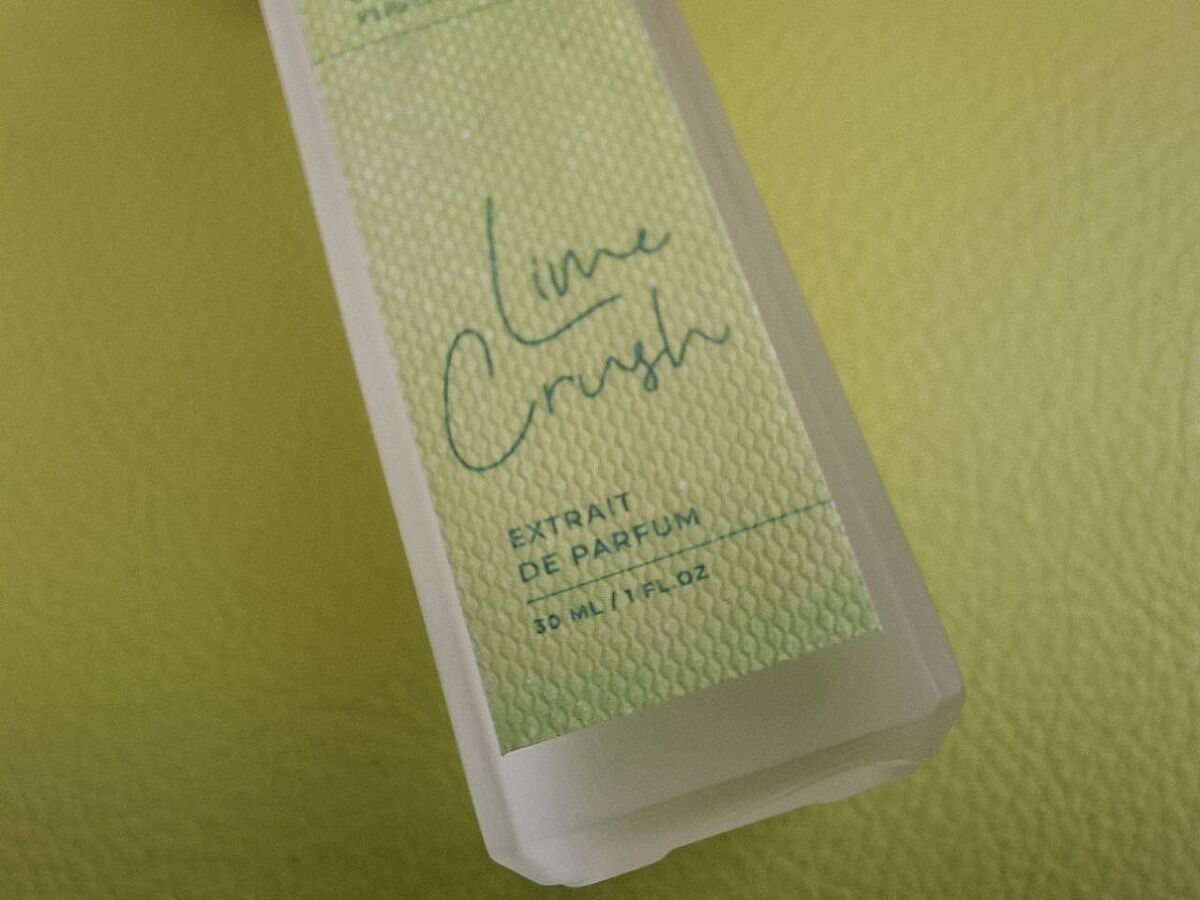 Lime
Crush
EXTRAIT
DE PARFUM
30 ML / 1 FL.OZ